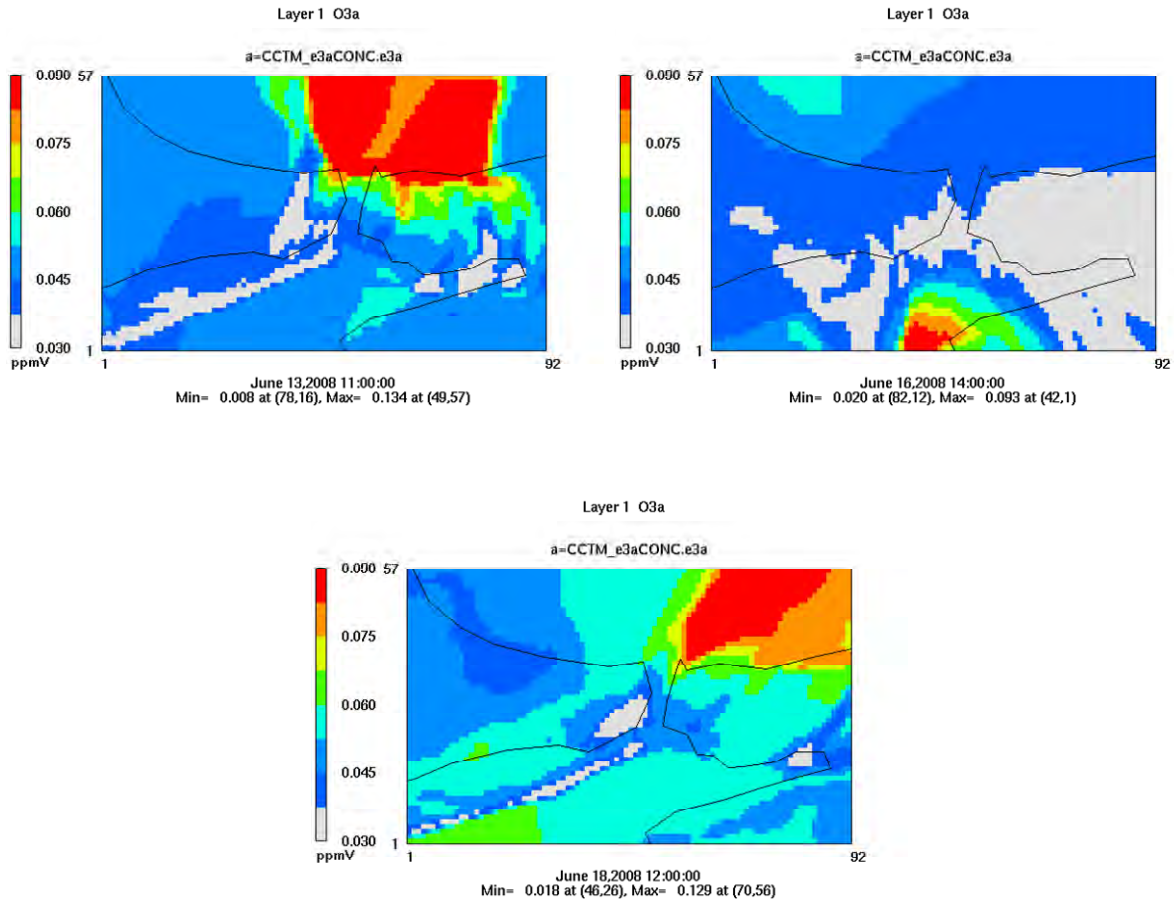 Layer 1 O3a
a=CCTM_e3aCONC.e3a
0.090 57
0.075
0.060
0.045
0.030 1
ppmV
1 92
June 13,2008 11:00:00
Min= 0.008 at (78,16), Max= 0.134 at (49,57)
Layer 1 O3a
a=CCTM_e3aCONC.e3a
0.090 57
0.075
0.060
0.045
0.030 1
ppmV
1 92
June 16,2008 14:00:00
Min= 0.020 at (82,12), Max= 0.093 at (42,1)
Layer 1 O3a
a=CCTM_e3aCONC.e3a
0.090 57
0.075
0.060
0.045
0.030 1
ppmV
1 92
June 18,2008 12:00:00
Min= 0.018 at (46,26), Max= 0.129 at (70,56)